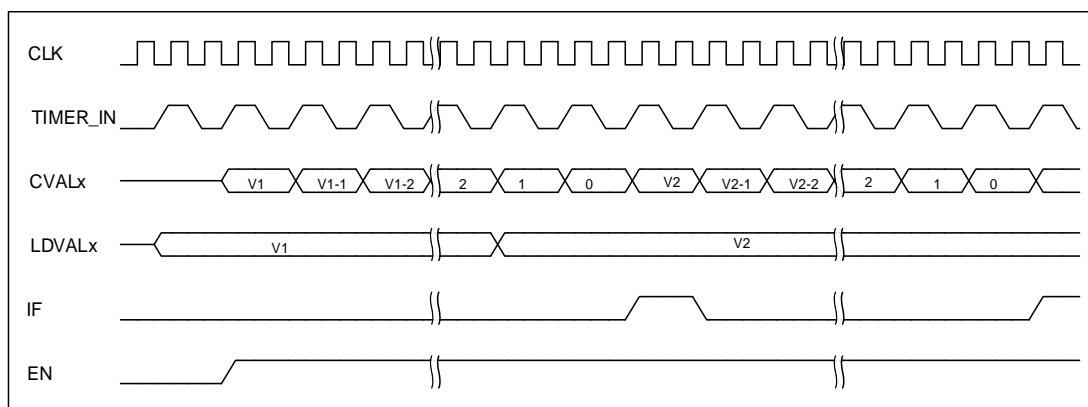 CLK
TIMER_IN
CVALx V1 V1-1 V1-2 2 1 0 V2 V2-1 V2-2 2 1 0
LDVALx V1 V2
IF
EN